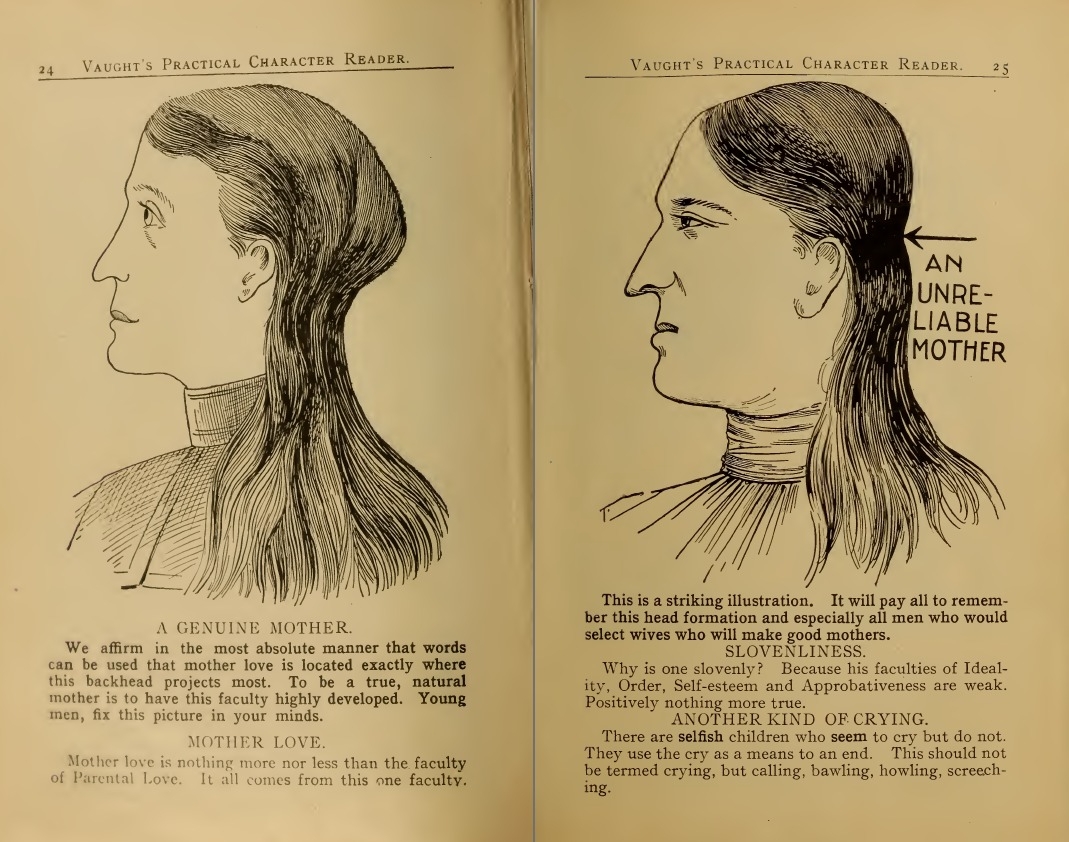 24 VAUGHT'S PRACTICAL CHARACTER READER.
A GENUINE MOTHER.
We affirm in the most absolute manner that words
can be used that mother love is located exactly where
this backhead projects most. To be a true, natural
mother is to have this faculty highly developed. Young
men, fix this picture in your minds.
MOTHER LOVE.
Mother love is nothing more nor less than the faculty
of Parental Love. It all comes from this one faculty.
VAUGHT'S PRACTICAL CHARACTER READER. 25
AN
UNRE-
LIABLE
MOTHER
This is a striking illustration. It will pay all to remem-
ber this head formation and especially all men who would
select wives who will make good mothers.
SLOVENLINESS.
Why is one slovenly? Because his faculties of Ideal-
ity, Order, Self-esteem and Approbativeness are weak.
Positively nothing more true.
ANOTHER KIND OF CRYING.
There are selfish children who seem to cry but do not.
They use the cry as a means to an end. This should not
be termed crying, but calling, bawling, howling, screech-
ing.